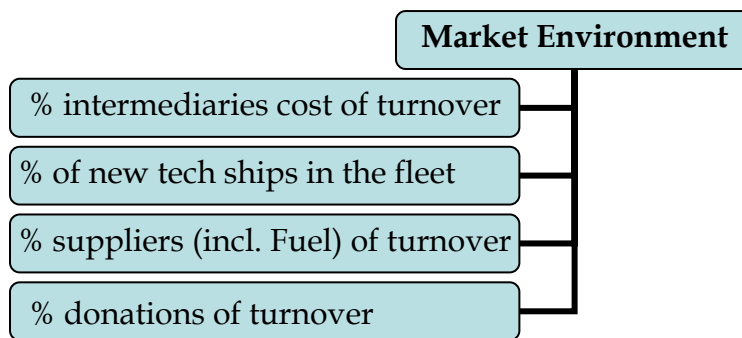 Market Environment
% intermediaries cost of turnover
% of new tech ships in the fleet
% suppliers (incl. Fuel) of turnover
% donations of turnover